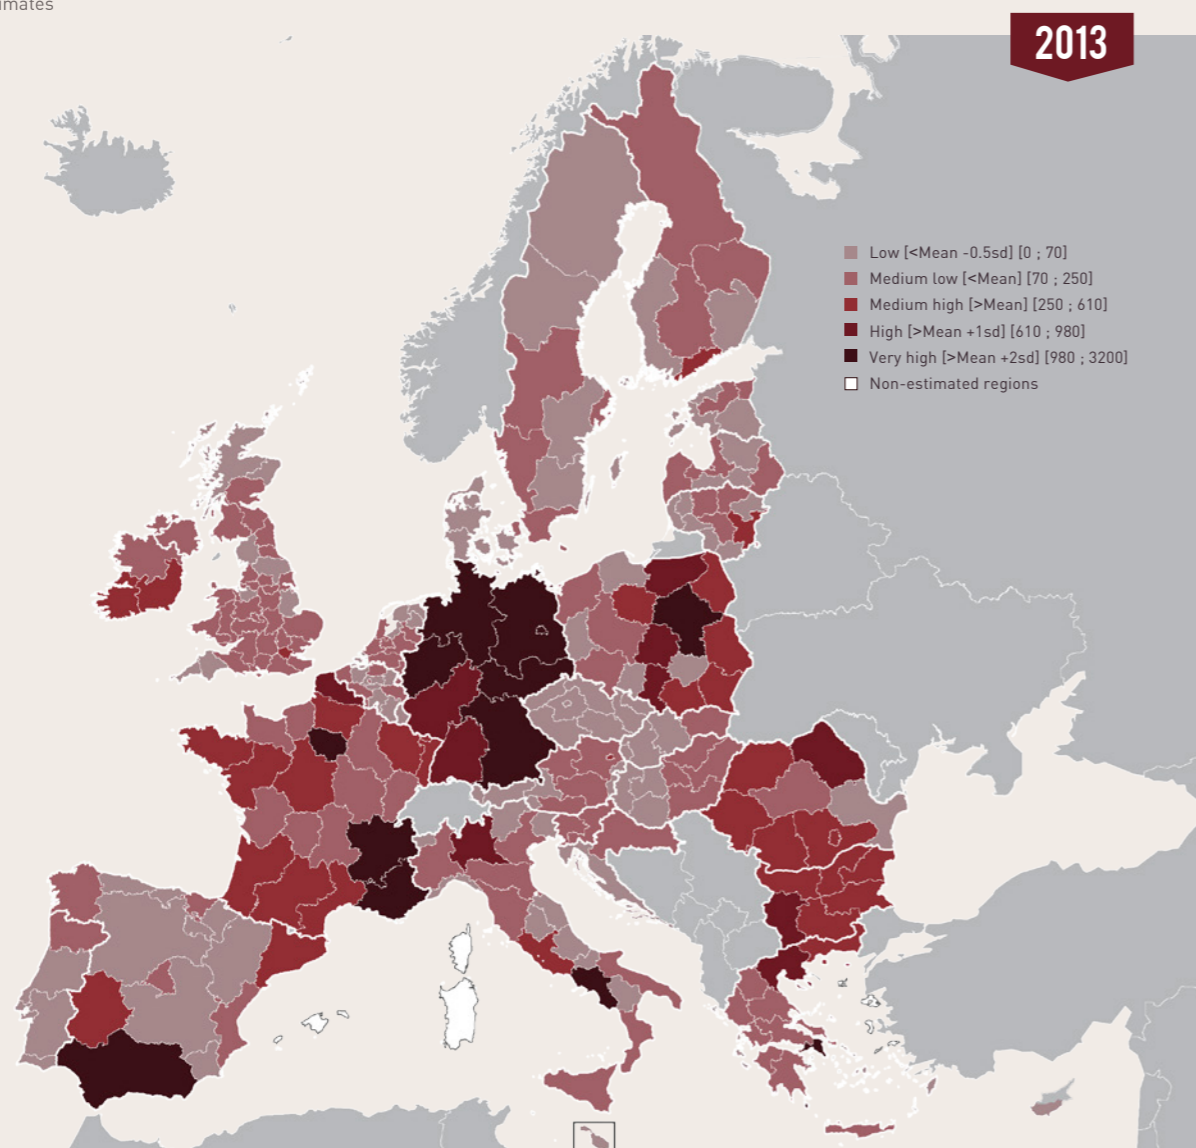 2013
Low [<Mean -0.5sd] [0 ; 70]
Medium low [<Mean] [70 ; 250]
Medium high [>Mean] [250 ; 610]
High [>Mean +1sd] [610 ; 980]
Very high [>Mean +2sd] [980 ; 3200]
Non-estimated regions